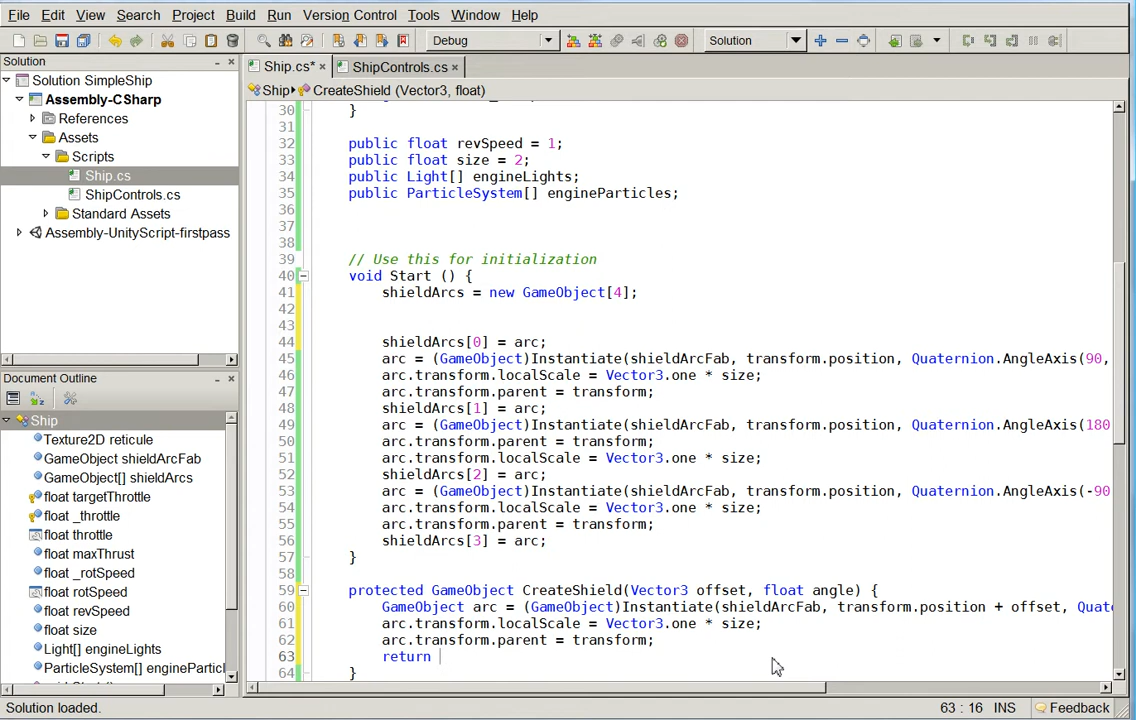 File Edit View Search Project Build Run Version Control Tools Window Help
Debug Solution
Solution
Solution SimpleShip
Assembly-CSharp
References
Assets
Scripts
Ship.cs
ShipControls.cs
Standard Assets
Assembly-UnityScript-firstpass
Document Outline
Ship
Texture2D reticule
GameObject shieldArcFab
GameObject[] shieldArcs
float targetThrottle
float _throttle
float throttle
float maxThrust
float _rotSpeed
float rotSpeed
float revSpeed
float size
Light[] engineLights
ParticleSystem[] engineParticl
Ship.cs* × ShipControls.cs ×
Ship CreateShield (Vector3, float)
30 }
31
32 public float revSpeed = 1;
33 public float size = 2;
34 public Light[] engineLights;
35 public ParticleSystem[] engineParticles;
36
37
38
39 // Use this for initialization
40 void Start () {
41 shieldArcs = new GameObject[4];
42
43
44 shieldArcs[0] = arc;
45 arc = (GameObject)Instantiate(shieldArcFab, transform.position, Quaternion.AngleAxis(90,
46 arc.transform.localScale = Vector3.one * size;
47 arc.transform.parent = transform;
48 shieldArcs[1] = arc;
49 arc = (GameObject)Instantiate(shieldArcFab, transform.position, Quaternion.AngleAxis(180
50 arc.transform.parent = transform;
51 arc.transform.localScale = Vector3.one * size;
52 shieldArcs[2] = arc;
53 arc = (GameObject)Instantiate(shieldArcFab, transform.position, Quaternion.AngleAxis(-90
54 arc.transform.localScale = Vector3.one * size;
55 arc.transform.parent = transform;
56 shieldArcs[3] = arc;
57 }
58
59 protected GameObject CreateShield(Vector3 offset, float angle) {
60 GameObject arc = (GameObject)Instantiate(shieldArcFab, transform.position + offset, Quat
61 arc.transform.localScale = Vector3.one * size;
62 arc.transform.parent = transform;
63 return
64 }
Solution loaded. 63 : 16 INS Feedback